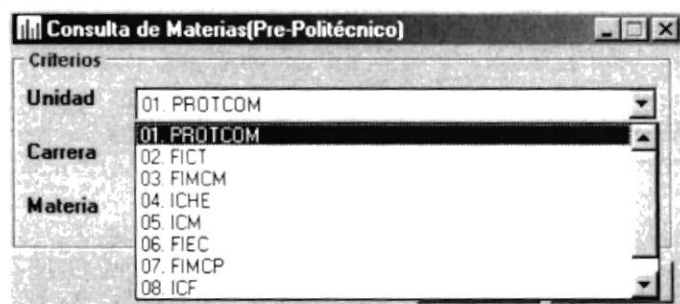 Consulta de Materias(Pre-Politécnico)
Criterios
Unidad
01. PROTCOM
01. PROTCOM
Carrera
02. FICT
03. FIMCM
Materia
04. ICHE
05. ICM
06. FIEC
07. FIMCP
08. ICF